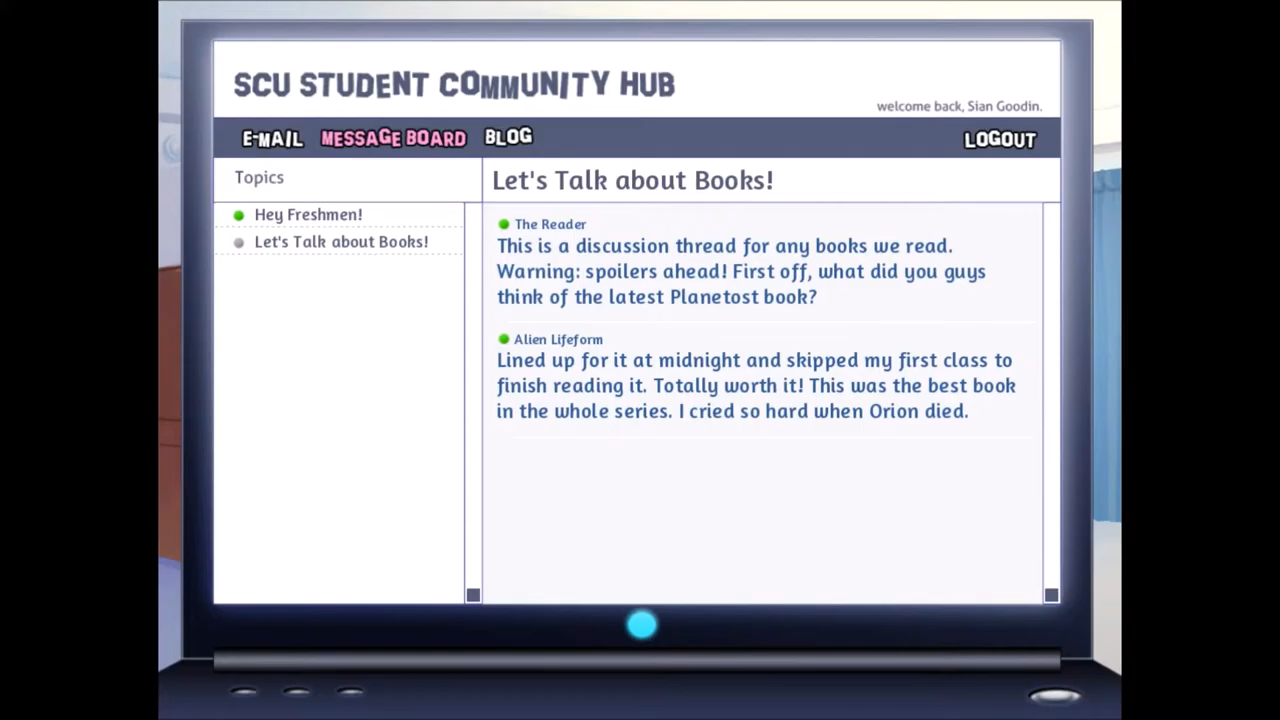 SCU STUDENT COMMUNITY HUB
welcome back, Sian Goodin.
E-MAIL MESSAGE BOARD BLOG LOGOUT
Topics
Hey Freshmen!
Let's Talk about Books!
Let's Talk about Books!
The Reader
This is a discussion thread for any books we read.
Warning: spoilers ahead! First off, what did you guys
think of the latest Planetost book?
Alien Lifeform
Lined up for it at midnight and skipped my first class to
finish reading it. Totally worth it! This was the best book
in the whole series. I cried so hard when Orion died.